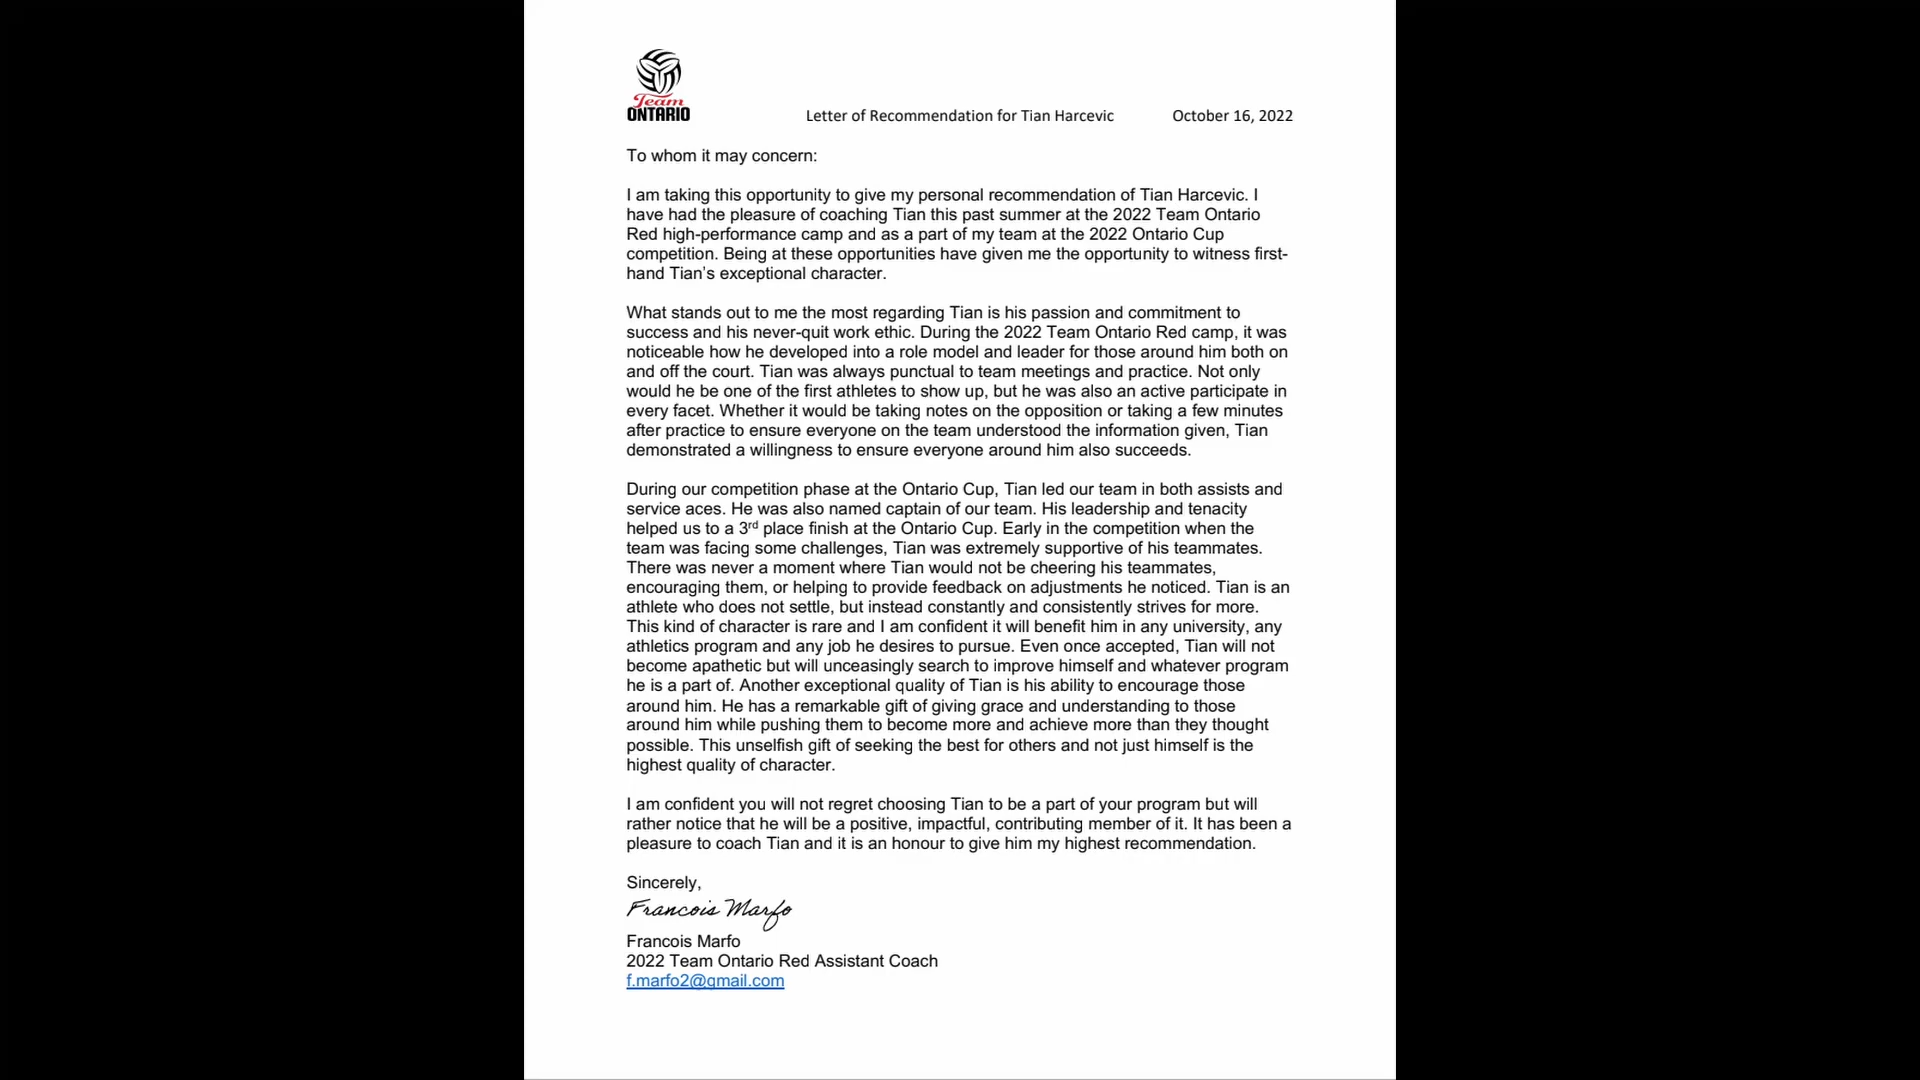 Team
ONTARIO
Letter of Recommendation for Tian Harcevic October 16, 2022
To whom it may concern:
I am taking this opportunity to give my personal recommendation of Tian Harcevic. I
have had the pleasure of coaching Tian this past summer at the 2022 Team Ontario
Red high-performance camp and as a part of my team at the 2022 Ontario Cup
competition. Being at these opportunities have given me the opportunity to witness first-
hand Tian's exceptional character.
What stands out to me the most regarding Tian is his passion and commitment to
success and his never-quit work ethic. During the 2022 Team Ontario Red camp, it was
noticeable how he developed into a role model and leader for those around him both on
and off the court. Tian was always punctual to team meetings and practice. Not only
would he be one of the first athletes to show up, but he was also an active participate in
every facet. Whether it would be taking notes on the opposition or taking a few minutes
after practice to ensure everyone on the team understood the information given, Tian
demonstrated a willingness to ensure everyone around him also succeeds.
During our competition phase at the Ontario Cup, Tian led our team in both assists and
service aces. He was also named captain of our team. His leadership and tenacity
helped us to a 3rd place finish at the Ontario Cup. Early in the competition when the
team was facing some challenges, Tian was extremely supportive of his teammates.
There was never a moment where Tian would not be cheering his teammates,
encouraging them, or helping to provide feedback on adjustments he noticed. Tian is an
athlete who does not settle, but instead constantly and consistently strives for more.
This kind of character is rare and I am confident it will benefit him in any university, any
athletics program and any job he desires to pursue. Even once accepted, Tian will not
become apathetic but will unceasingly search to improve himself and whatever program
he is a part of. Another exceptional quality of Tian is his ability to encourage those
around him. He has a remarkable gift of giving grace and understanding to those
around him while pushing them to become more and achieve more than they thought
possible. This unselfish gift of seeking the best for others and not just himself is the
highest quality of character.
I am confident you will not regret choosing Tian to be a part of your program but will
rather notice that he will be a positive, impactful, contributing member of it. It has been a
pleasure to coach Tian and it is an honour to give him my highest recommendation.
Sincerely,
Francois Marfo
Francois Marfo
2022 Team Ontario Red Assistant Coach
f.marfo2@gmail.com